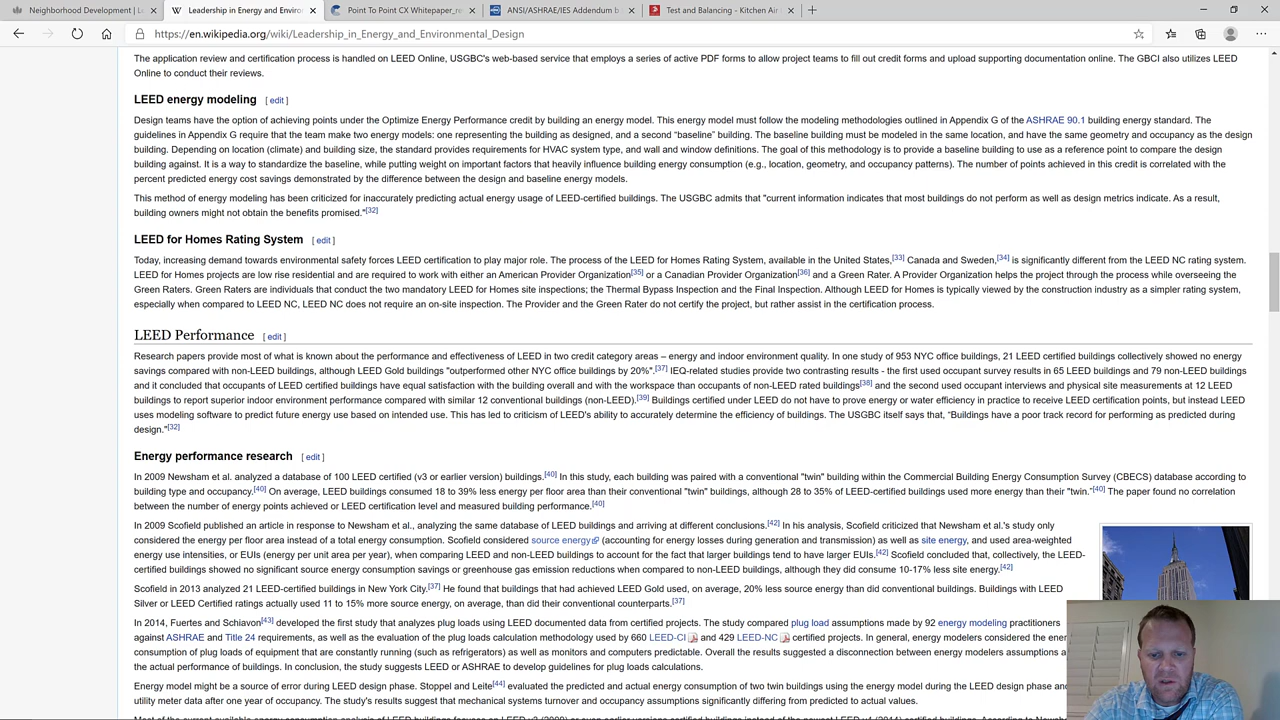 Neighborhood Development | L
Leadership in Energy and Environ
Point To Point CX Whitepaper_re
ANSI/ASHRAE/IES Addendum b
Test and Balancing - Kitchen Air S
https://en.wikipedia.org/wiki/Leadership_in_Energy_and_Environmental_Design
The application review and certification process is handled on LEED Online, USGBC's web-based service that employs a series of active PDF forms to allow project teams to fill out credit forms and upload supporting documentation online. The GBCI also utilizes LEED
Online to conduct their reviews.
LEED energy modeling [ edit ]
Design teams have the option of achieving points under the Optimize Energy Performance credit by building an energy model. This energy model must follow the modeling methodologies outlined in Appendix G of the ASHRAE 90.1 building energy standard. The
guidelines in Appendix G require that the team make two energy models: one representing the building as designed, and a second “baseline” building. The baseline building must be modeled in the same location, and have the same geometry and occupancy as the design
building. Depending on location (climate) and building size, the standard provides requirements for HVAC system type, and wall and window definitions. The goal of this methodology is to provide a baseline building to use as a reference point to compare the design
building against. It is a way to standardize the baseline, while putting weight on important factors that heavily influence building energy consumption (e.g., location, geometry, and occupancy patterns). The number of points achieved in this credit is correlated with the
percent predicted energy cost savings demonstrated by the difference between the design and baseline energy models.
This method of energy modeling has been criticized for inaccurately predicting actual energy usage of LEED-certified buildings. The USGBC admits that "current information indicates that most buildings do not perform as well as design metrics indicate. As a result,
building owners might not obtain the benefits promised."[32]
LEED for Homes Rating System [ edit ]
Today, increasing demand towards environmental safety forces LEED certification to play major role. The process of the LEED for Homes Rating System, available in the United States,[33] Canada and Sweden,[34] is significantly different from the LEED NC rating system.
LEED for Homes projects are low rise residential and are required to work with either an American Provider Organization[35] or a Canadian Provider Organization[36] and a Green Rater. A Provider Organization helps the project through the process while overseeing the
Green Raters. Green Raters are individuals that conduct the two mandatory LEED for Homes site inspections; the Thermal Bypass Inspection and the Final Inspection. Although LEED for Homes is typically viewed by the construction industry as a simpler rating system,
especially when compared to LEED NC, LEED NC does not require an on-site inspection. The Provider and the Green Rater do not certify the project, but rather assist in the certification process.
LEED Performance [ edit ]
Research papers provide most of what is known about the performance and effectiveness of LEED in two credit category areas – energy and indoor environment quality. In one study of 953 NYC office buildings, 21 LEED certified buildings collectively showed no energy
savings compared with non-LEED buildings, although LEED Gold buildings "outperformed other NYC office buildings by 20%".[37] IEQ-related studies provide two contrasting results - the first used occupant survey results in 65 LEED buildings and 79 non-LEED buildings
and it concluded that occupants of LEED certified buildings have equal satisfaction with the building overall and with the workspace than occupants of non-LEED rated buildings[38] and the second used occupant interviews and physical site measurements at 12 LEED
buildings to report superior indoor environment performance compared with similar 12 conventional buildings (non-LEED).[39] Buildings certified under LEED do not have to prove energy or water efficiency in practice to receive LEED certification points, but instead LEED
uses modeling software to predict future energy use based on intended use. This has led to criticism of LEED's ability to accurately determine the efficiency of buildings. The USGBC itself says that, "Buildings have a poor track record for performing as predicted during
design."[32]
Energy performance research [ edit ]
In 2009 Newsham et al. analyzed a database of 100 LEED certified (v3 or earlier version) buildings.[40] In this study, each building was paired with a conventional "twin" building within the Commercial Building Energy Consumption Survey (CBECS) database according to
building type and occupancy.[40] On average, LEED buildings consumed 18 to 39% less energy per floor area than their conventional "twin" buildings, although 28 to 35% of LEED-certified buildings used more energy than their "twin."[40] The paper found no correlation
between the number of energy points achieved or LEED certification level and measured building performance.[40]
In 2009 Scofield published an article in response to Newsham et al., analyzing the same database of LEED buildings and arriving at different conclusions.[42] In his analysis, Scofield criticized that Newsham et al.'s study only
considered the energy per floor area instead of a total energy consumption. Scofield considered source energy (accounting for energy losses during generation and transmission) as well as site energy, and used area-weighted
energy use intensities, or EUIs (energy per unit area per year), when comparing LEED and non-LEED buildings to account for the fact that larger buildings tend to have larger EUIs.[42] Scofield concluded that, collectively, the LEED-
certified buildings showed no significant source energy consumption savings or greenhouse gas emission reductions when compared to non-LEED buildings, although they did consume 10-17% less site energy.[42]
Scofield in 2013 analyzed 21 LEED-certified buildings in New York City.[37] He found that buildings that had achieved LEED Gold used, on average, 20% less source energy than did conventional buildings. Buildings with LEED
Silver or LEED Certified ratings actually used 11 to 15% more source energy, on average, than did their conventional counterparts.[37]
In 2014, Fuertes and Schiavon[43] developed the first study that analyzes plug loads using LEED documented data from certified projects. The study compared plug load assumptions made by 92 energy modeling practitioners
against ASHRAE and Title 24 requirements, as well as the evaluation of the plug loads calculation methodology used by 660 LEED-CI and 429 LEED-NC certified projects. In general, energy modelers considered the ener
consumption of plug loads of equipment that are constantly running (such as refrigerators) as well as monitors and computers predictable. Overall the results suggested a disconnection between energy modelers assumptions a
the actual performance of buildings. In conclusion, the study suggests LEED or ASHRAE to develop guidelines for plug loads calculations.
Energy model might be a source of error during LEED design phase. Stoppel and Leite[44] evaluated the predicted and actual energy consumption of two twin buildings using the energy model during the LEED design phase and
utility meter data after one year of occupancy. The study's results suggest that mechanical systems turnover and occupancy assumptions significantly differing from predicted to actual values.